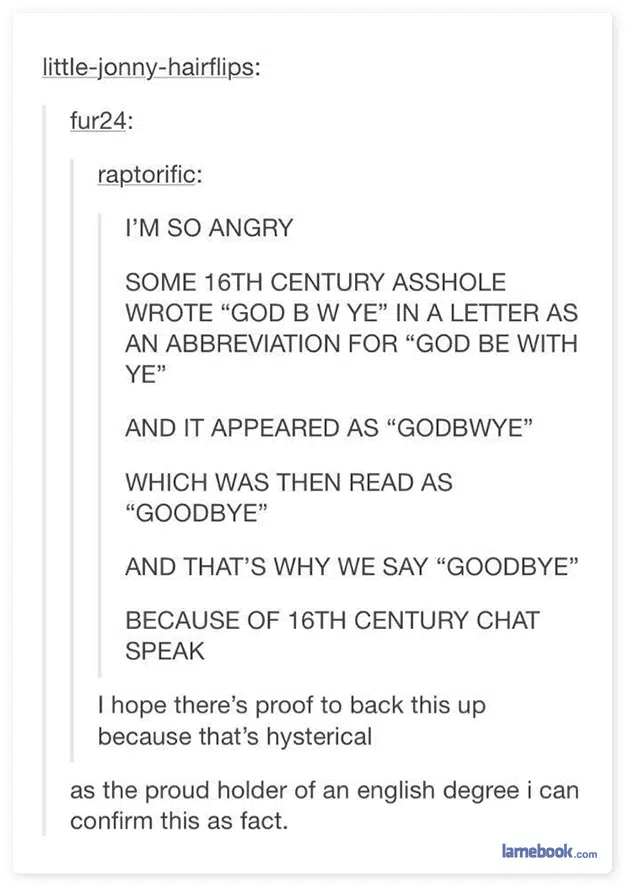 little-jonny-hairflips:
fur24:
raptorific:
I’M SO ANGRY
SOME 16TH CENTURY ASSHOLE
WROTE “GOD B W YE” IN A LETTER AS
AN ABBREVIATION FOR “GOD BE WITH
YE”
AND IT APPEARED AS “GODBWYE”
WHICH WAS THEN READ AS
“GOODBYE”
AND THAT’S WHY WE SAY “GOODBYE”
BECAUSE OF 16TH CENTURY CHAT
SPEAK
I hope there’s proof to back this up
because that’s hysterical
as the proud holder of an english degree i can
confirm this as fact.
lamebook.com